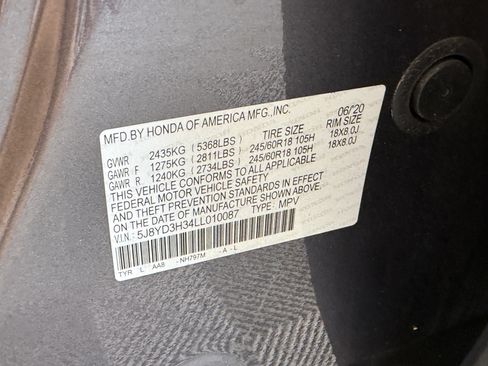 MFD.BY HONDA OF AMERICA MFG.,INC. 06/20
TIRE SIZE RIM SIZE
GVWR 2435KG ( 5368LBS )
GAWR F 1275KG ( 2811LBS ) 245/60R18 105H 18X8.0J
GAWR R 1240KG ( 2734LBS ) 245/60R18 105H 18X8.0J
THIS VEHICLE CONFORMS TO ALL APPLICABLE
FEDERAL MOTOR VEHICLE SAFETY
AND THEFT PREVENTION STANDARDS IN EFFECT
ON THE DATE OF MANUFACTURE SHOWN ABOVE.
V.I.N.: 5J8YD3H34LL010087 TYPE: MPV
TYR L AA8 - NH797M - A - L